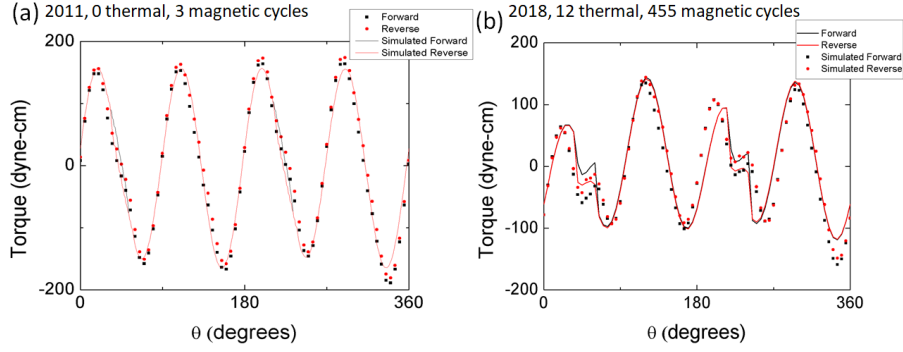 (a) 2011, 0 thermal, 3 magnetic cycles
Forward
Reverse
Simulated Forward
Simulated Reverse
200
100
0
-100
-200
Torque (dyne-cm)
0
180
360
θ (degrees)
(b) 2018, 12 thermal, 455 magnetic cycles
Forward
Reverse
Simulated Forward
Simulated Reverse
200
100
0
-100
-200
Torque (dyne-cm)
0
180
360
θ (degrees)